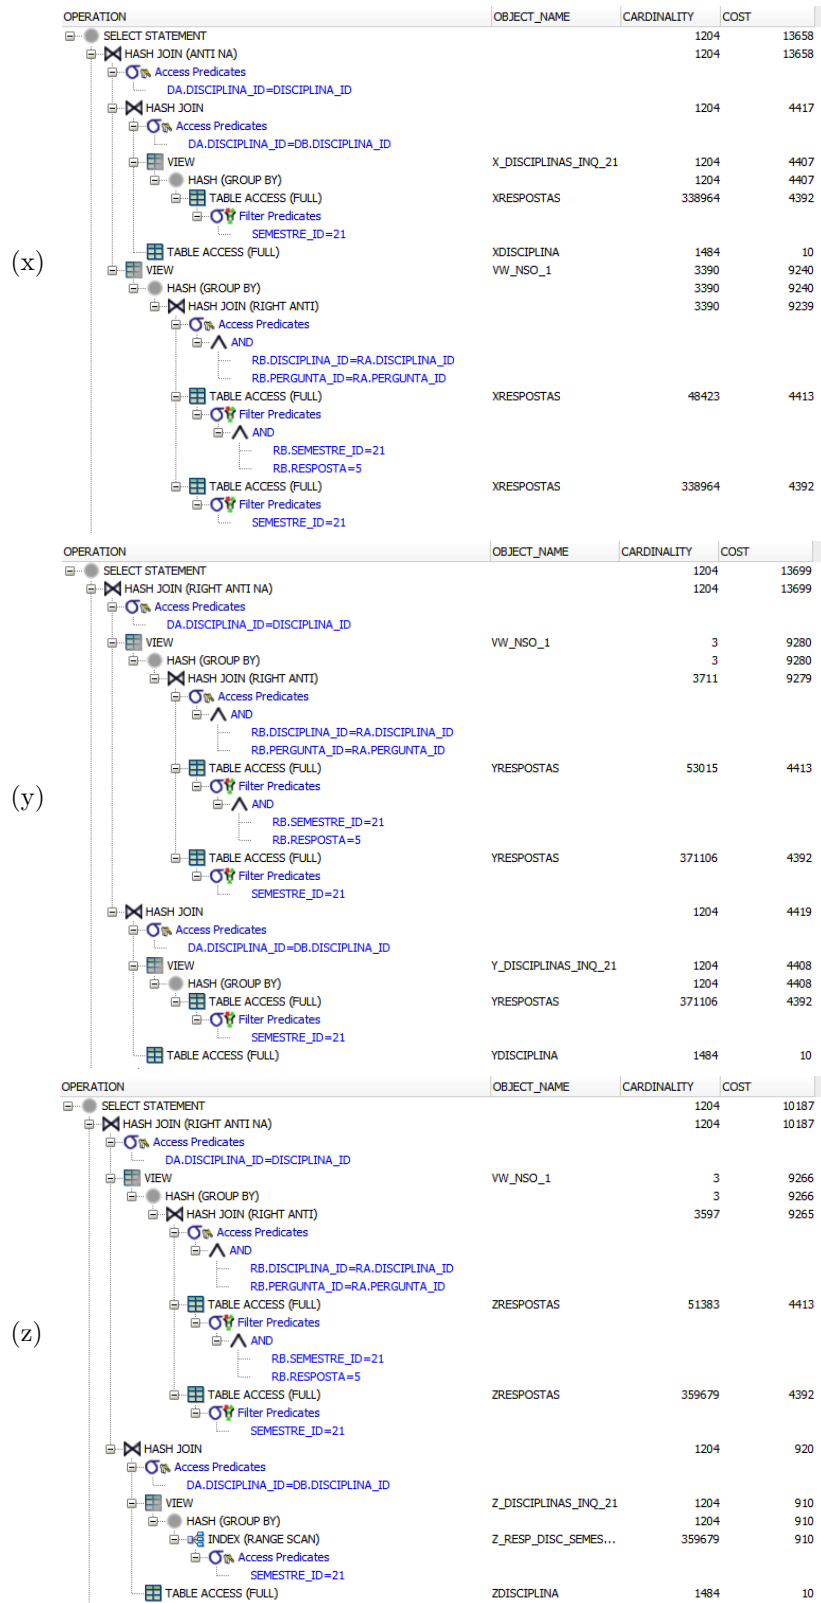 OPERATION OBJECT_NAME CARDINALITY COST
SELECT STATEMENT 1204 13658
HASH JOIN (ANTI NA) 1204 13658
Access Predicates
DA.DISCIPLINA_ID=DISCIPLINA_ID
HASH JOIN 1204 4417
Access Predicates
DA.DISCIPLINA_ID=DB.DISCIPLINA_ID
VIEW X_DISCIPLINAS_INQ_21 1204 4407
HASH (GROUP BY) 1204 4407
TABLE ACCESS (FULL) XRESPOSTAS 338964 4392
Filter Predicates
SEMESTRE_ID=21
TABLE ACCESS (FULL) XDISCIPLINA 1484 10
(x)
VIEW VW_NSO_1 3390 9240
HASH (GROUP BY) 3390 9240
HASH JOIN (RIGHT ANTI) 3390 9239
Access Predicates
AND
RB.DISCIPLINA_ID=RA.DISCIPLINA_ID
RB.PERGUNTA_ID=RA.PERGUNTA_ID
TABLE ACCESS (FULL) XRESPOSTAS 48423 4413
Filter Predicates
AND
RB.SEMESTRE_ID=21
RB.RESPOSTA=5
TABLE ACCESS (FULL) XRESPOSTAS 338964 4392
Filter Predicates
SEMESTRE_ID=21
OPERATION OBJECT_NAME CARDINALITY COST
SELECT STATEMENT 1204 13699
HASH JOIN (RIGHT ANTI NA) 1204 13699
Access Predicates
DA.DISCIPLINA_ID=DISCIPLINA_ID
VIEW VW_NSO_1 3 9280
HASH (GROUP BY) 3 9280
HASH JOIN (RIGHT ANTI) 3711 9279
Access Predicates
AND
RB.DISCIPLINA_ID=RA.DISCIPLINA_ID
RB.PERGUNTA_ID=RA.PERGUNTA_ID
TABLE ACCESS (FULL) YRESPOSTAS 53015 4413
Filter Predicates
(y)
AND
RB.SEMESTRE_ID=21
RB.RESPOSTA=5
TABLE ACCESS (FULL) YRESPOSTAS 371106 4392
Filter Predicates
SEMESTRE_ID=21
HASH JOIN 1204 4419
Access Predicates
DA.DISCIPLINA_ID=DB.DISCIPLINA_ID
VIEW Y_DISCIPLINAS_INQ_21 1204 4408
HASH (GROUP BY) 1204 4408
TABLE ACCESS (FULL) YRESPOSTAS 371106 4392
Filter Predicates
SEMESTRE_ID=21
TABLE ACCESS (FULL) YDISCIPLINA 1484 10
OPERATION OBJECT_NAME CARDINALITY COST
SELECT STATEMENT 1204 10187
HASH JOIN (RIGHT ANTI NA) 1204 10187
Access Predicates
DA.DISCIPLINA_ID=DISCIPLINA_ID
VIEW VW_NSO_1 3 9266
HASH (GROUP BY) 3 9266
HASH JOIN (RIGHT ANTI) 3597 9265
Access Predicates
AND
RB.DISCIPLINA_ID=RA.DISCIPLINA_ID
RB.PERGUNTA_ID=RA.PERGUNTA_ID
TABLE ACCESS (FULL) ZRESPOSTAS 51383 4413
Filter Predicates
(z)
AND
RB.SEMESTRE_ID=21
RB.RESPOSTA=5
TABLE ACCESS (FULL) ZRESPOSTAS 359679 4392
Filter Predicates
SEMESTRE_ID=21
HASH JOIN 1204 920
Access Predicates
DA.DISCIPLINA_ID=DB.DISCIPLINA_ID
VIEW Z_DISCIPLINAS_INQ_21 1204 910
HASH (GROUP BY) 1204 910
INDEX (RANGE SCAN) Z_RESP_DISC_SEMES... 359679 910
Access Predicates
SEMESTRE_ID=21
TABLE ACCESS (FULL) ZDISCIPLINA 1484 10